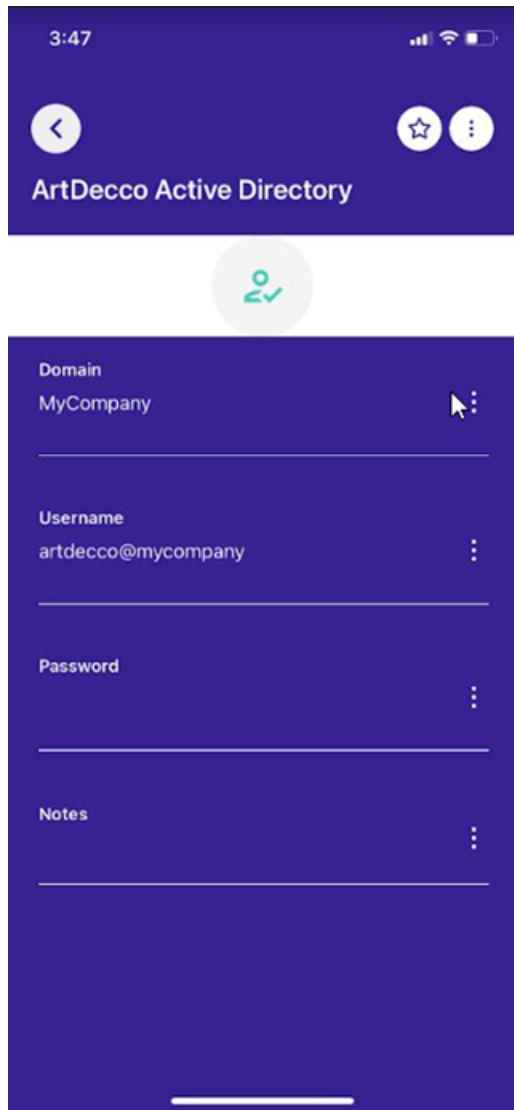 3:47
ArtDecco Active Directory
Domain
MyCompany
Username
artdecco@mycompany
Password
Notes